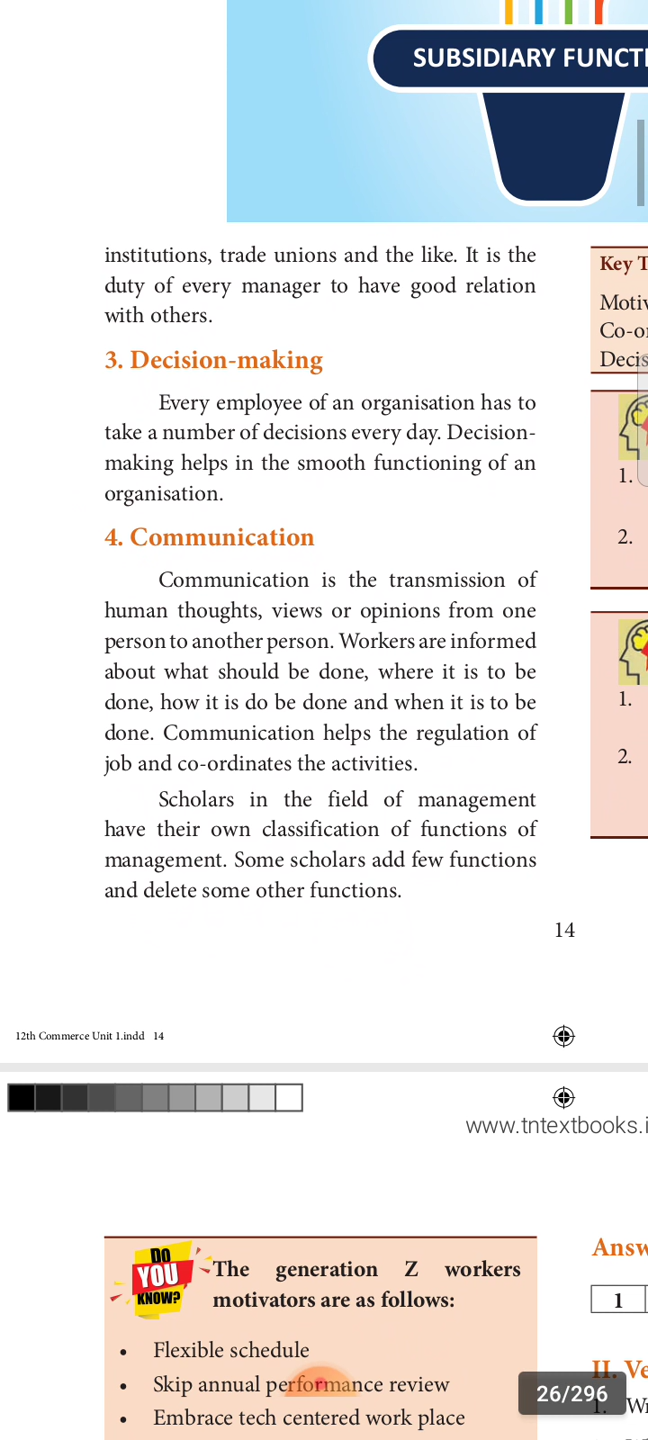 SUBSIDIARY
institutions, trade unions and the like. It is the
duty of every manager to have good relation
with others.
3. Decision-making
Every employee of an organisation has to
take a number of decisions every day. Decision-
making helps in the smooth functioning of an
organisation.
4. Communication
Communication is the transmission of
human thoughts, views or opinions from one
person to another person. Workers are informed
about what should be done, where it is to be
done, how it is do be done and when it is to be
done. Communication helps the regulation of
job and co-ordinates the activities.
Scholars in the field of management
have their own classification of functions of
management. Some scholars add few functions
and delete some other functions.
14
Key
1.
2.
1.
2.
12th Commerce Unit 1.indd 14
www.tntextbooks.i
DO
YOU
KNOW?
The generation Z workers
motivators are as follows:
• Flexible schedule
• Skip annual performance review
• Embrace tech centered work place
1
II.
1.
26/296